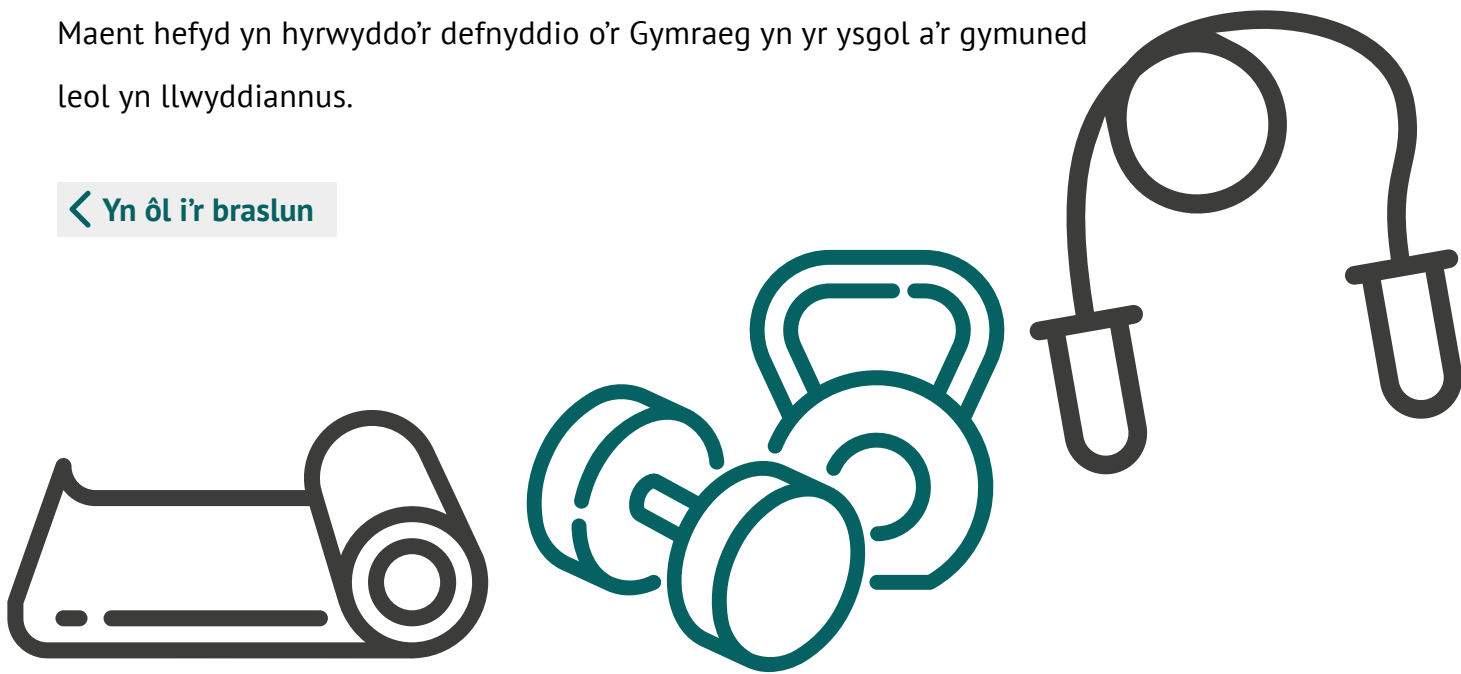 Maent hefyd yn hyrwyddo’r defnyddio o’r Gymraeg yn yr ysgol a’r gymuned
leol yn llwyddiannus.
Yn ôl i’r braslun